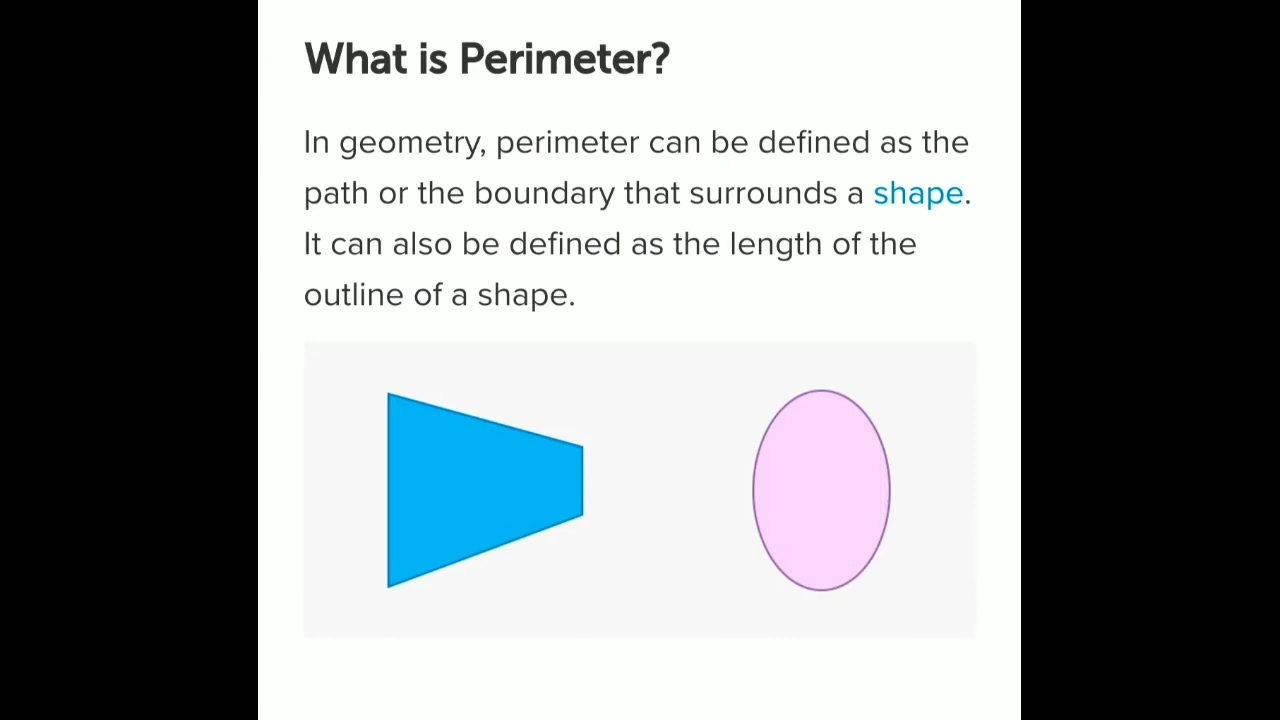 What is Perimeter?
In geometry, perimeter can be defined as the
path or the boundary that surrounds a shape.
It can also be defined as the length of the
outline of a shape.